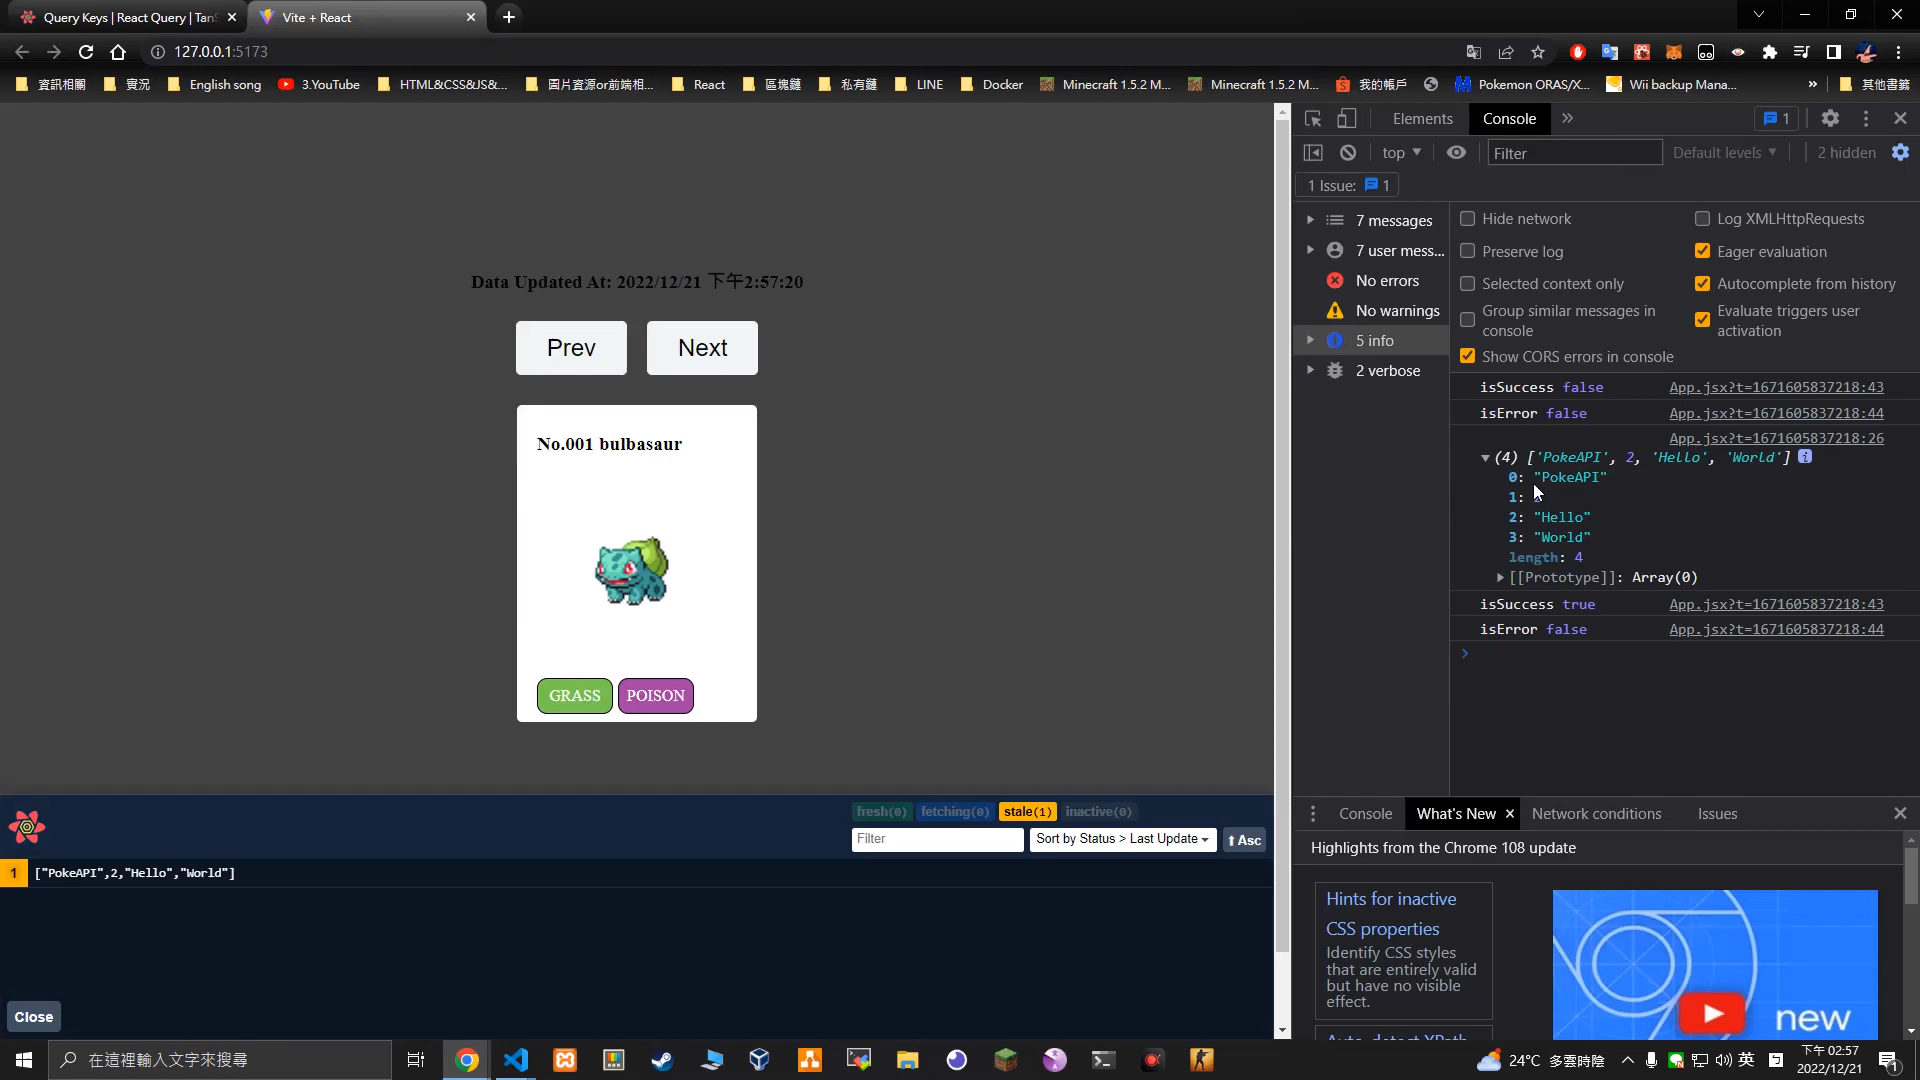 Query Keys | React Query | Tan
Vite + React
127.0.0.1:5173
資訊相關
實況
English song
3.YouTube
HTML&CSS&JS&...
圖片資源or前端相...
React
區塊鏈
私有鏈
LINE
Docker
Minecraft 1.5.2 M...
Minecraft 1.5.2 M...
我的帳戶
Pokemon ORAS/X...
Wii backup Mana...
»
其他書籤
Data Updated At: 2022/12/21 下午2:57:20
Prev
Next
No.001 bulbasaur
GRASS
POISON
Elements
Console
»
1
top
Filter
Default levels
2 hidden
1 Issue:
1
7 messages
7 user mess...
No errors
No warnings
5 info
2 verbose
Hide network
Log XMLHttpRequests
Preserve log
Eager evaluation
Selected context only
Autocomplete from history
Group similar messages in
console
Evaluate triggers user
activation
Show CORS errors in console
isSuccess false
App.jsx?t=1671605837218:43
isError false
App.jsx?t=1671605837218:44
App.jsx?t=1671605837218:26
(4) ['PokeAPI', 2, 'Hello', 'World']
0: "PokeAPI"
1:
2: "Hello"
3: "World"
length: 4
[[Prototype]]: Array(0)
isSuccess true
App.jsx?t=1671605837218:43
isError false
App.jsx?t=1671605837218:44
fresh(0)
fetching(0)
stale(1)
inactive(0)
Filter
Sort by Status > Last Update
Asc
1
["PokeAPI",2,"Hello","World"]
Close
Console
What's New
Network conditions
Issues
Highlights from the Chrome 108 update
Hints for inactive
CSS properties
Identify CSS styles
that are entirely valid
but have no visible
effect.
Auto-detect XPath
new
在這裡輸入文字來搜尋
24°C 多雲時陰
英
下午 02:57
2022/12/21
1